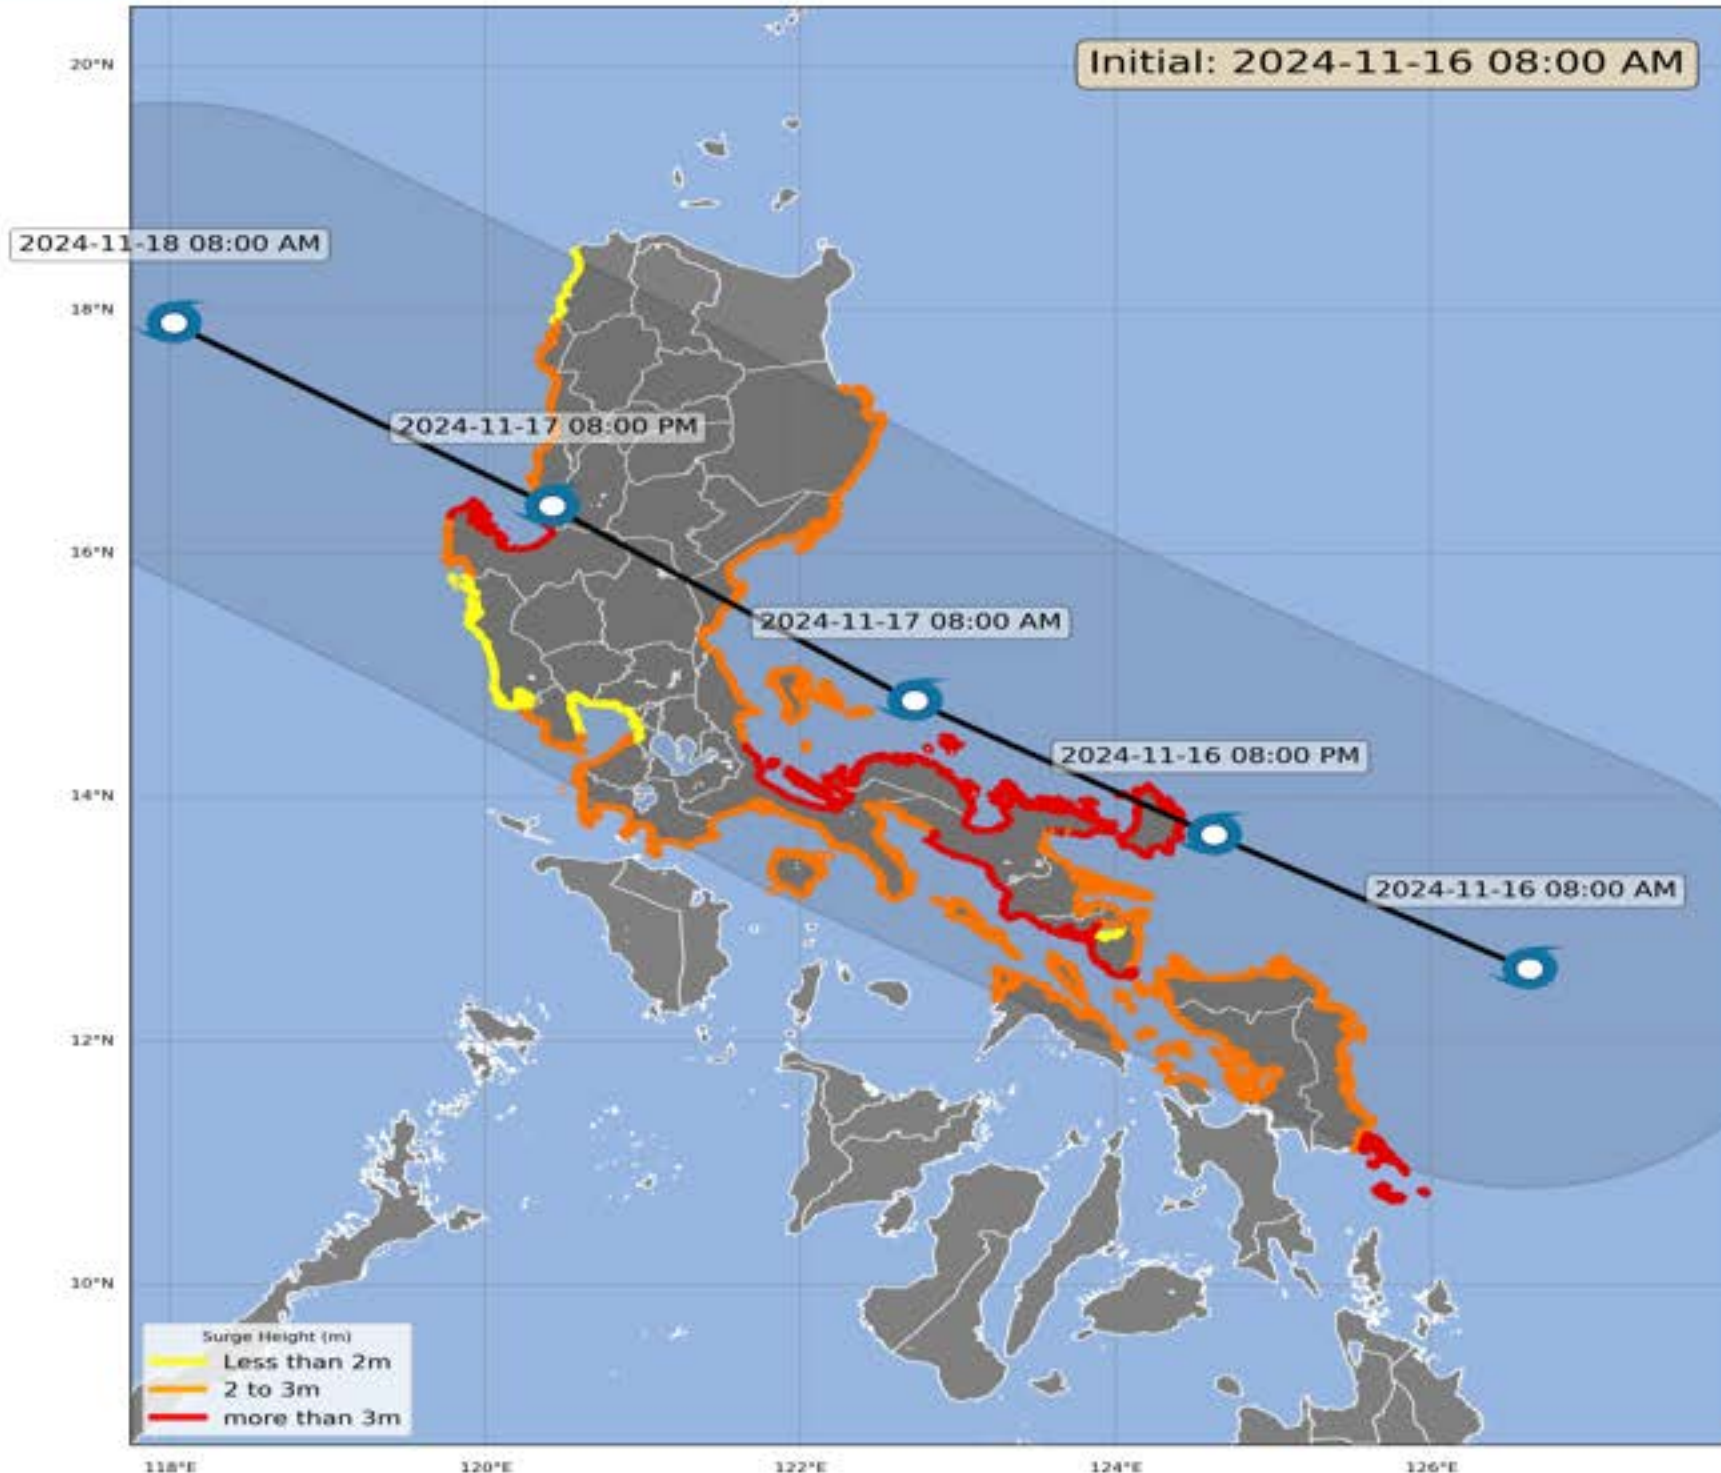 Initial: 2024-11-16 08:00 AM
20°N
2024-11-18 08:00 AM
18°N
2024-11-17 08:00 PM
16°N
2024-11-17 08:00 AM
2024-11-16 08:00 PM
14°N
2024-11-16 08:00 AM
12°N
10°N
Surge Height (m)
Less than 2m
2 to 3m
more than 3m
118°E
120°E
122°E
124°E
126°E